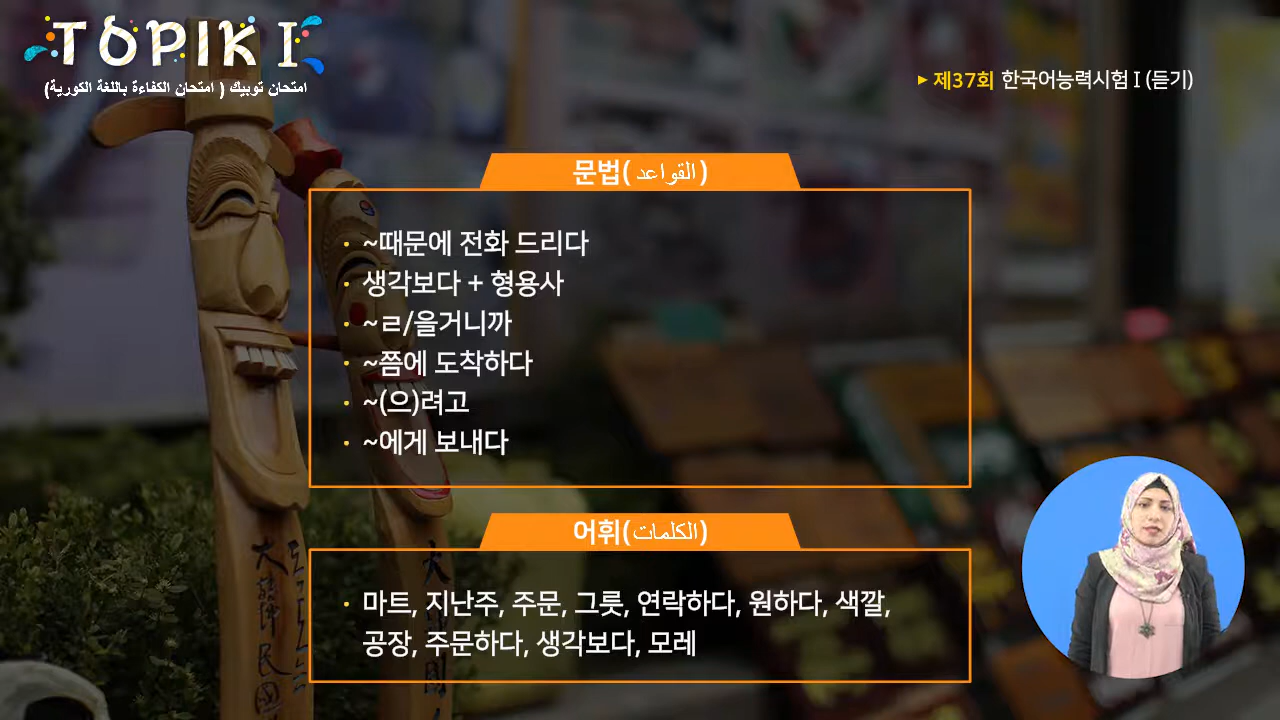 TOPIK I
امتحان توبيك ( امتحان الكفاءة باللغة الكورية)
▶ 제37회 한국어능력시험 I (듣기)
문법(القواعد)
• ~때문에 전화 드리다
• 생각보다 + 형용사
• ~ㄹ/을거니까
• ~쯤에 도착하다
• ~(으)려고
• ~에게 보내다
어휘(الكلمات)
• 마트, 지난주, 주문, 그릇, 연락하다, 원하다, 색깔,
공장, 주문하다, 생각보다, 모레